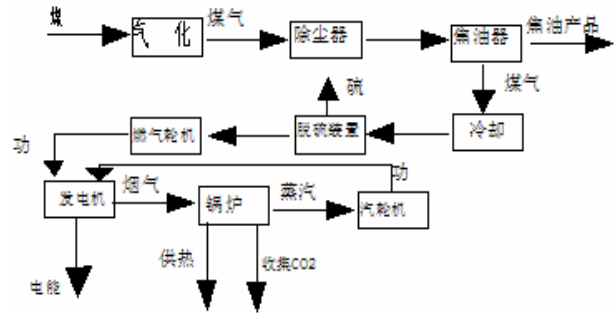 煤
气 化
煤气
除尘器
焦油器
焦油产品
煤气
硫
功
燃气轮机
脱硫装置
冷却
功
发电机
烟气
锅炉
蒸汽
汽轮机
电能
供热
收集CO2